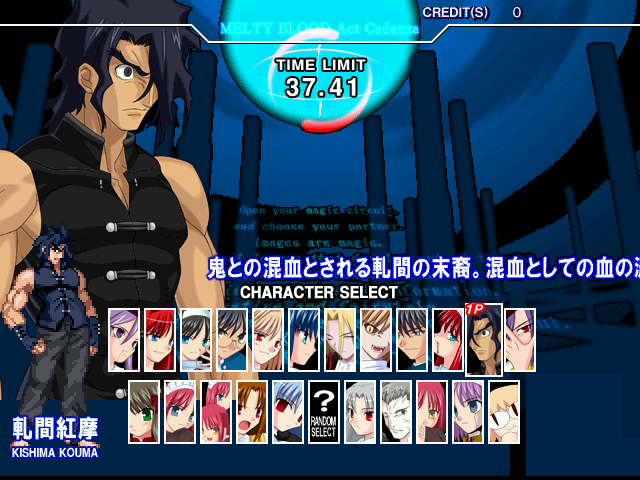 CREDIT(S) 0
MELTY BLOOD Act Cadenza
TIME LIMIT
37.41
Open your magic circuit,
and choose your partner.
Images are magic.
鬼との混血とされる軋間の末裔。混血としての血の
CHARACTER SELECT
1P
?
RANDOM
SELECT
軋間紅摩
KISHIMA KOUMA